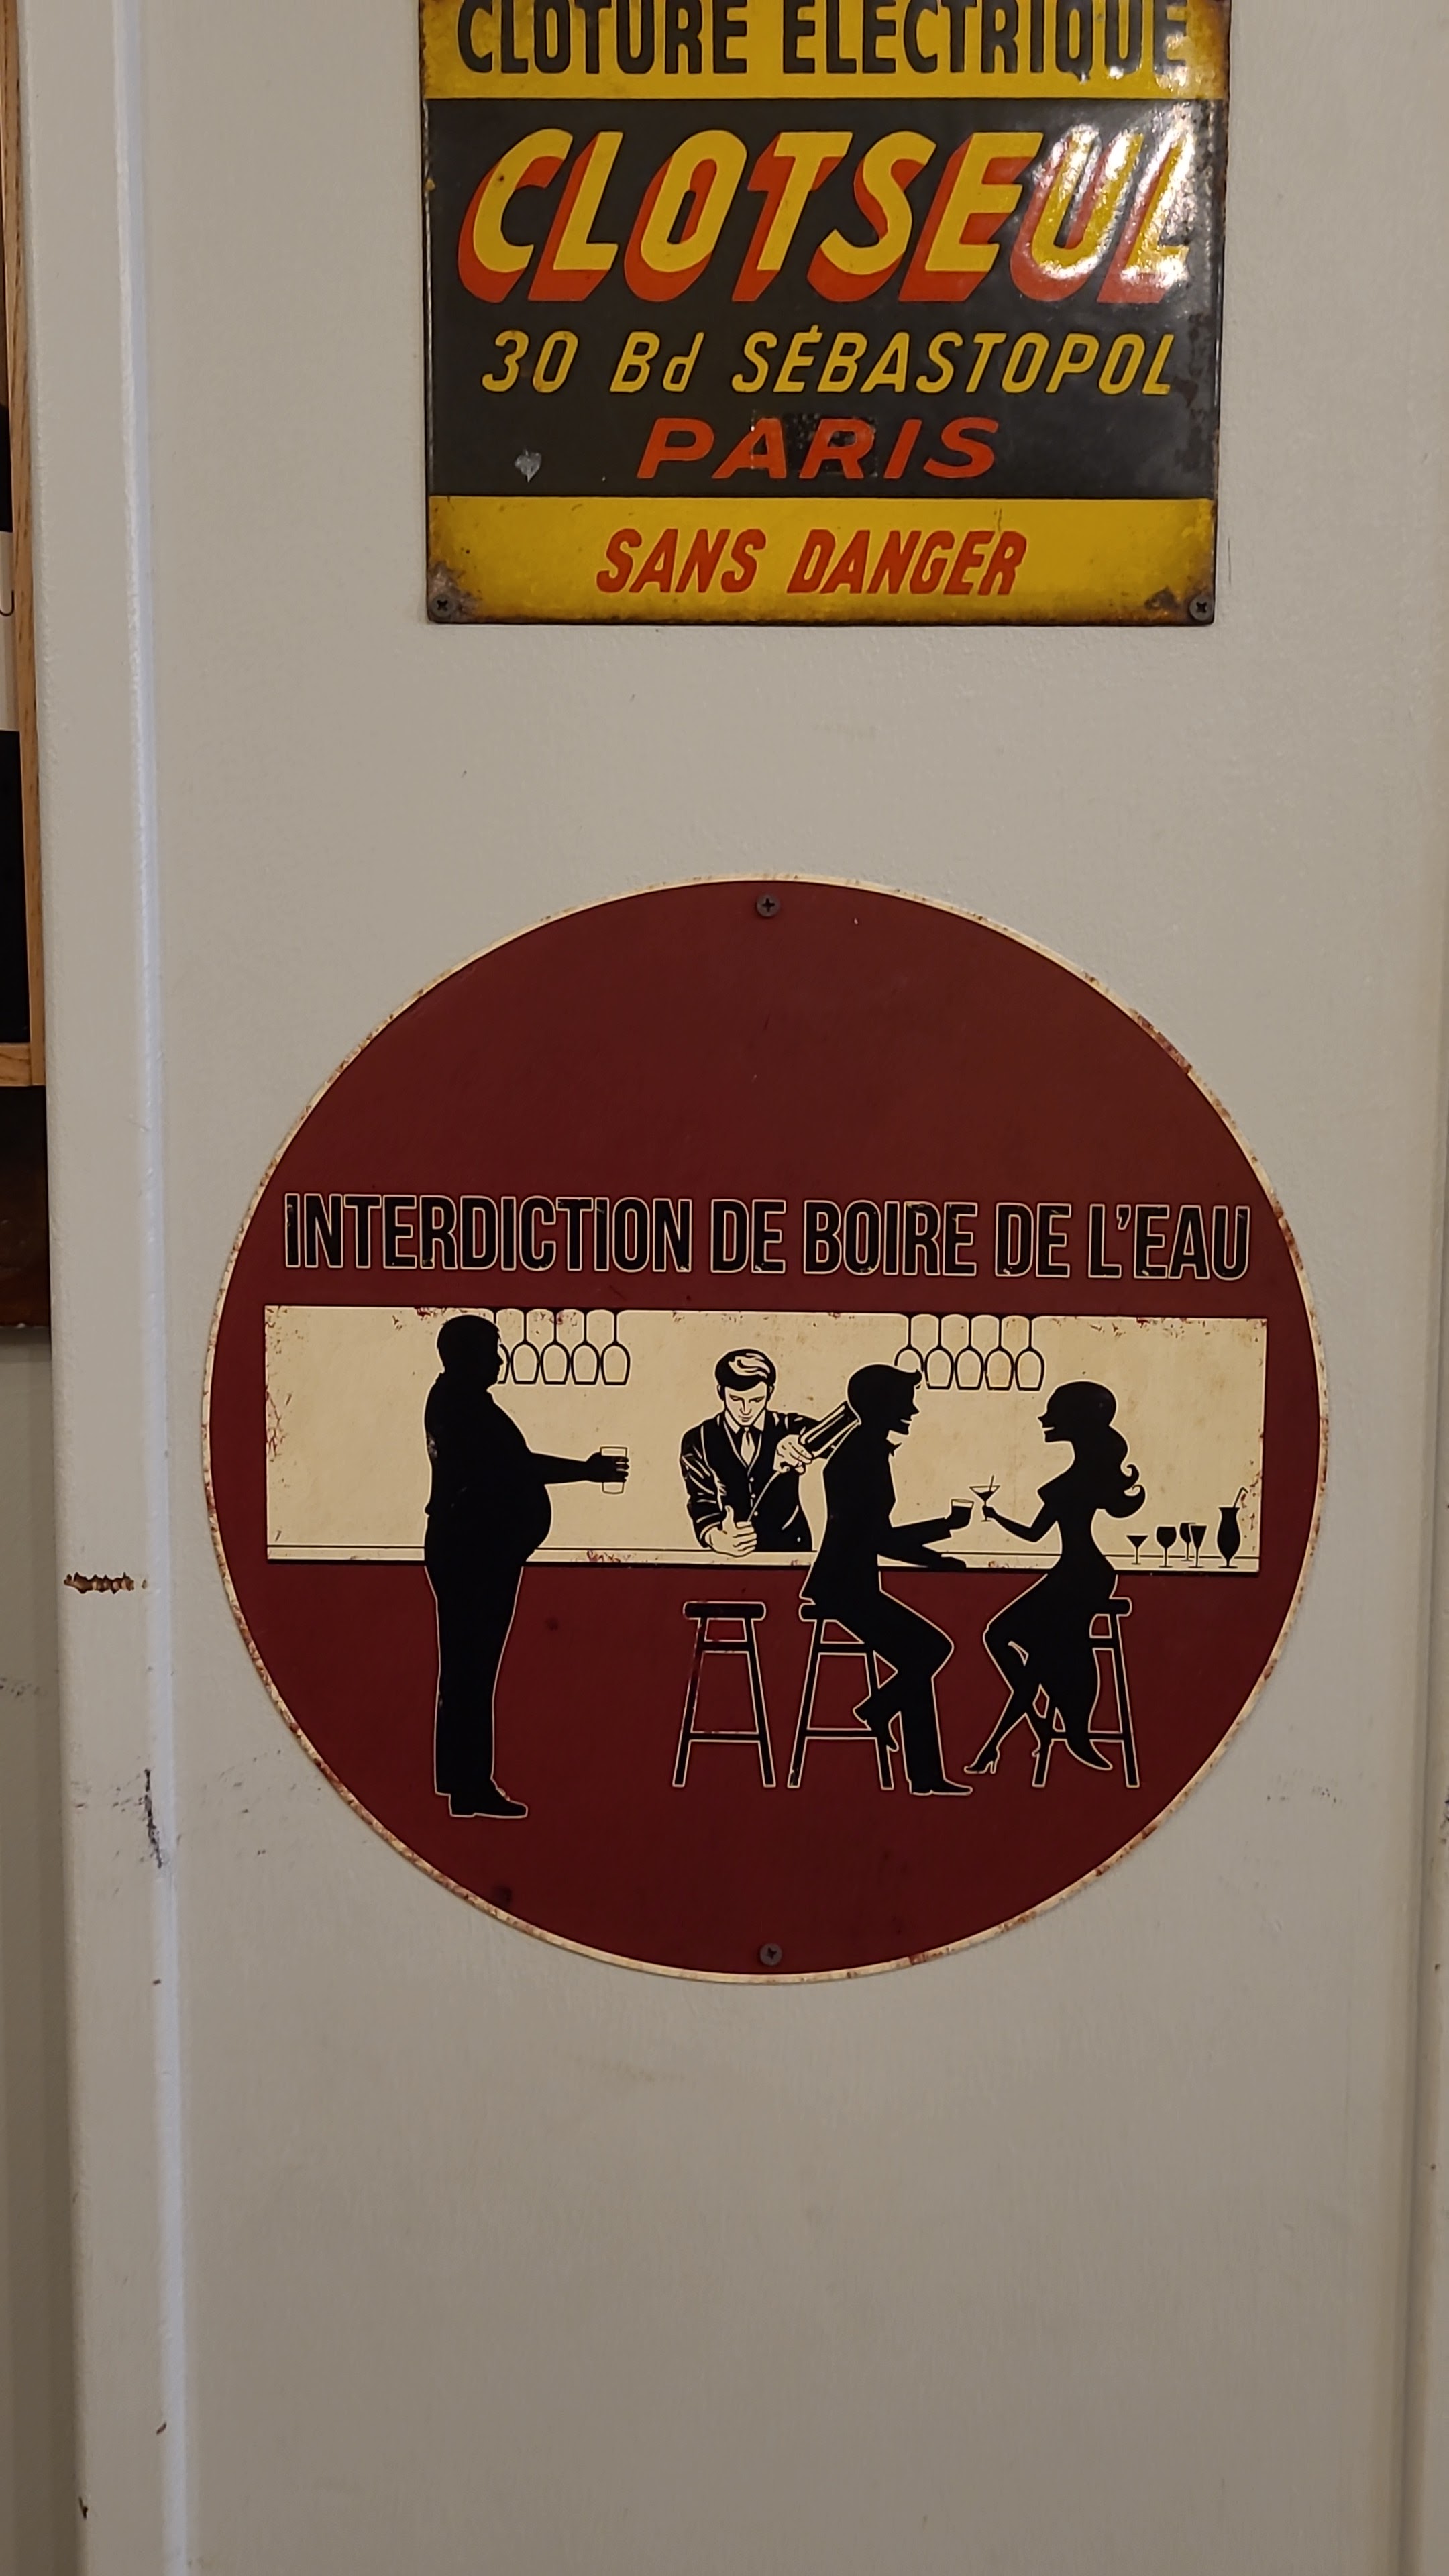 CLOTURE ELECTRIQUE
CLOTSEUL
30 Bd SÉBASTOPOL
PARIS
SANS DANGER
INTERDICTION DE BOIRE DE L'EAU